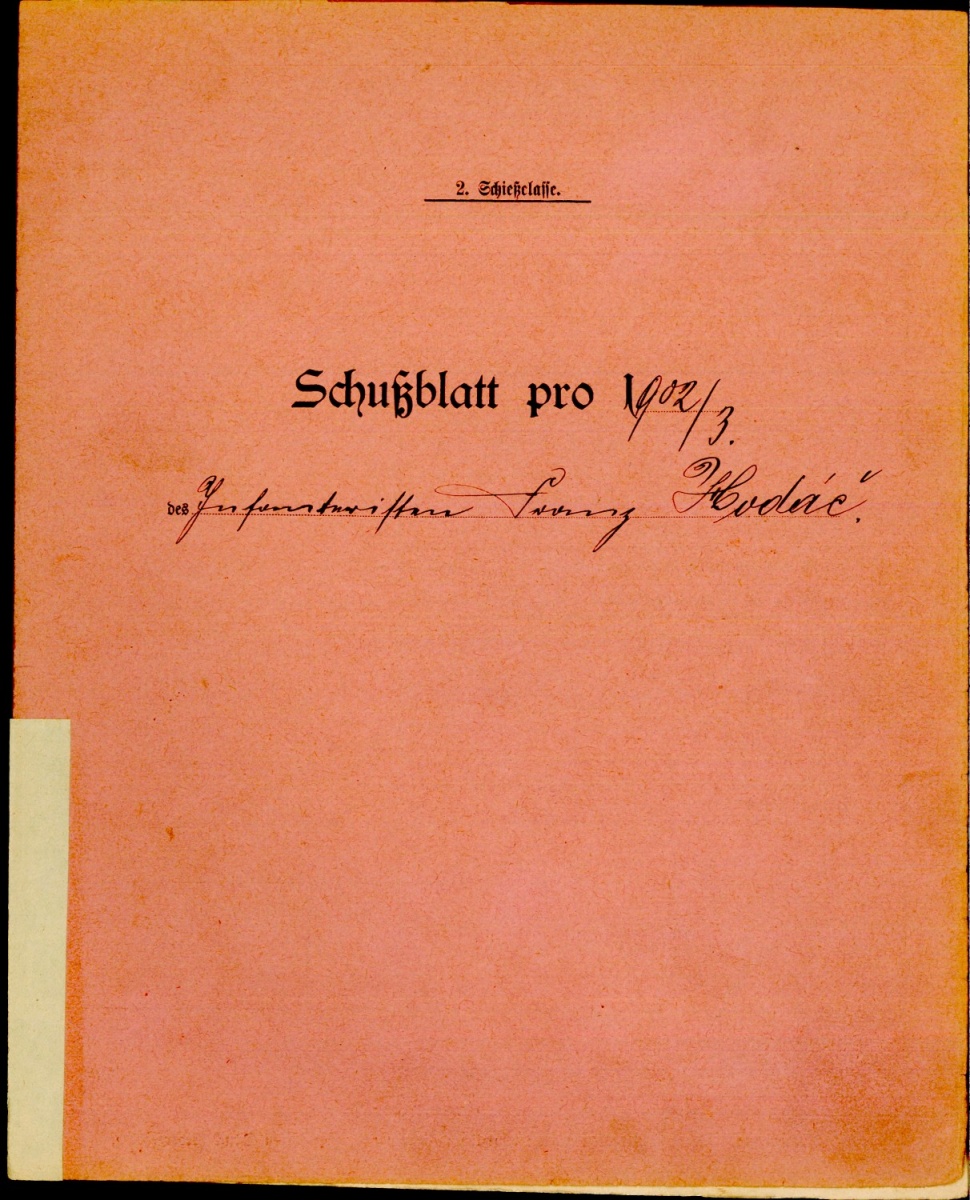 2. Schießclasse.
Schußblatt pro 1902/3.
des Infanteristen Franz Hodáč.